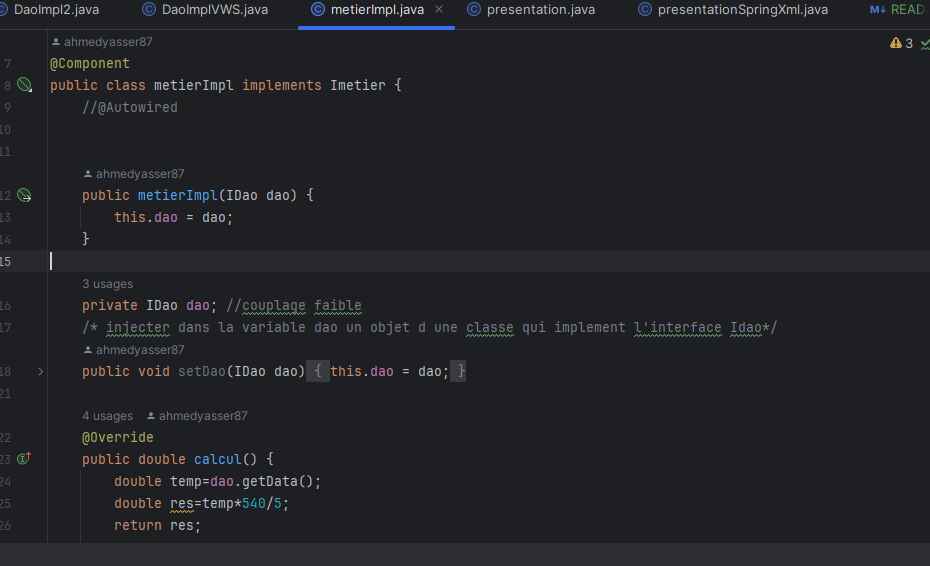 DaoImpl2.java DaoImplVWS.java metierImpl.java presentation.java presentationSpringXml.java READ
ahmedyasser87 3
7 @Component
8 public class metierImpl implements Imetier {
9 //@Autowired
10
11
ahmedyasser87
12 public metierImpl(IDao dao) {
13 this.dao = dao;
14 }
15
3 usages
16 private IDao dao; //couplage faible
17 /* injecter dans la variable dao un objet d une classe qui implement l'interface Idao*/
ahmedyasser87
18 public void setDao(IDao dao) { this.dao = dao; }
21
4 usages ahmedyasser87
22 @Override
23 public double calcul() {
24 double temp=dao.getData();
25 double res=temp*540/5;
26 return res;